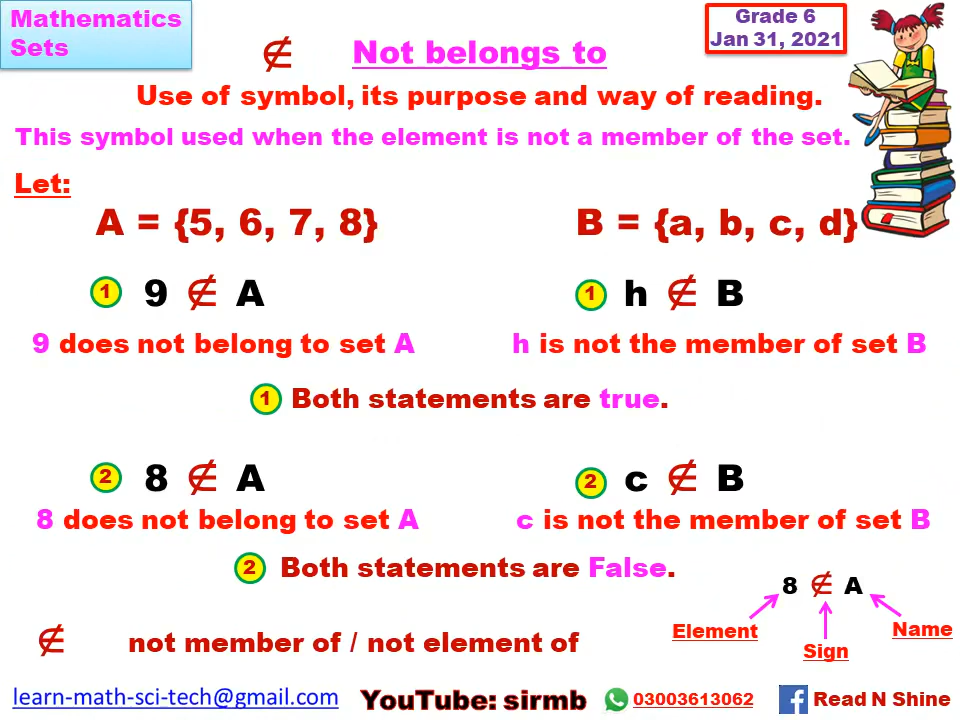 Mathematics
Sets
Grade 6
Jan 31, 2021
∉ Not belongs to
Use of symbol, its purpose and way of reading.
This symbol used when the element is not a member of the set.
Let:
A = {5, 6, 7, 8} B = {a, b, c, d}
1 9 ∉ A 1 h ∉ B
9 does not belong to set A h is not the member of set B
1 Both statements are true.
2 8 ∉ A 2 c ∉ B
8 does not belong to set A c is not the member of set B
2 Both statements are False.
8 ∉ A
Element Sign Name
∉ not member of / not element of
learn-math-sci-tech@gmail.com YouTube: sirmb 03003613062 f Read N Shine